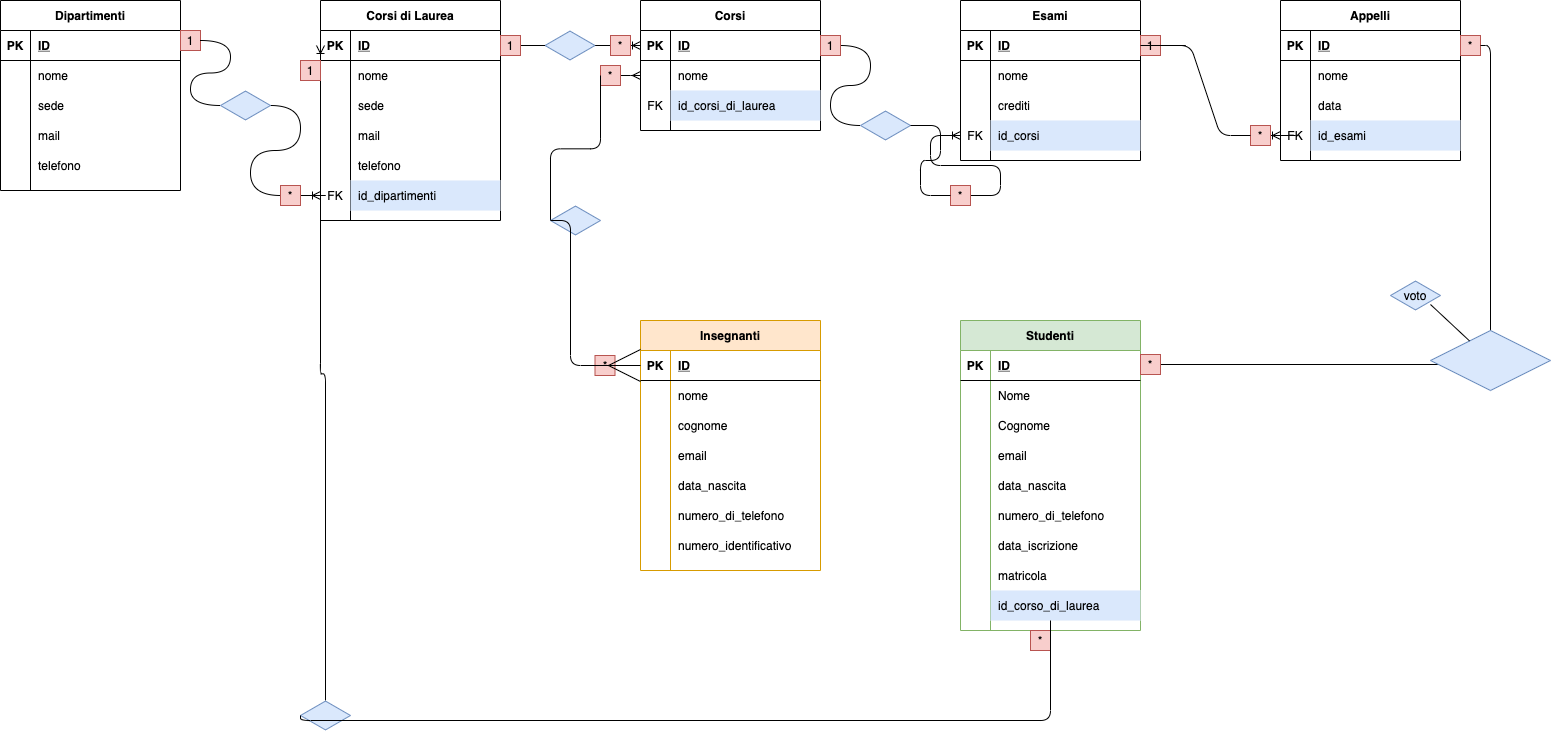 Dipartimenti
PK ID
nome
sede
mail
telefono
1
Corsi di Laurea
PK ID
nome
sede
mail
telefono
FK id_dipartimenti
1
*
1
*
Corsi
PK ID
nome
FK id_corsi_di_laurea
*
1
Esami
PK ID
nome
crediti
FK id_corsi
*
1
Appelli
PK ID
nome
data
FK id_esami
*
*
voto
Insegnanti
PK ID
nome
cognome
email
data_nascita
numero_di_telefono
numero_identificativo
*
Studenti
PK ID
Nome
Cognome
email
data_nascita
numero_di_telefono
data_iscrizione
matricola
id_corso_di_laurea
*
*